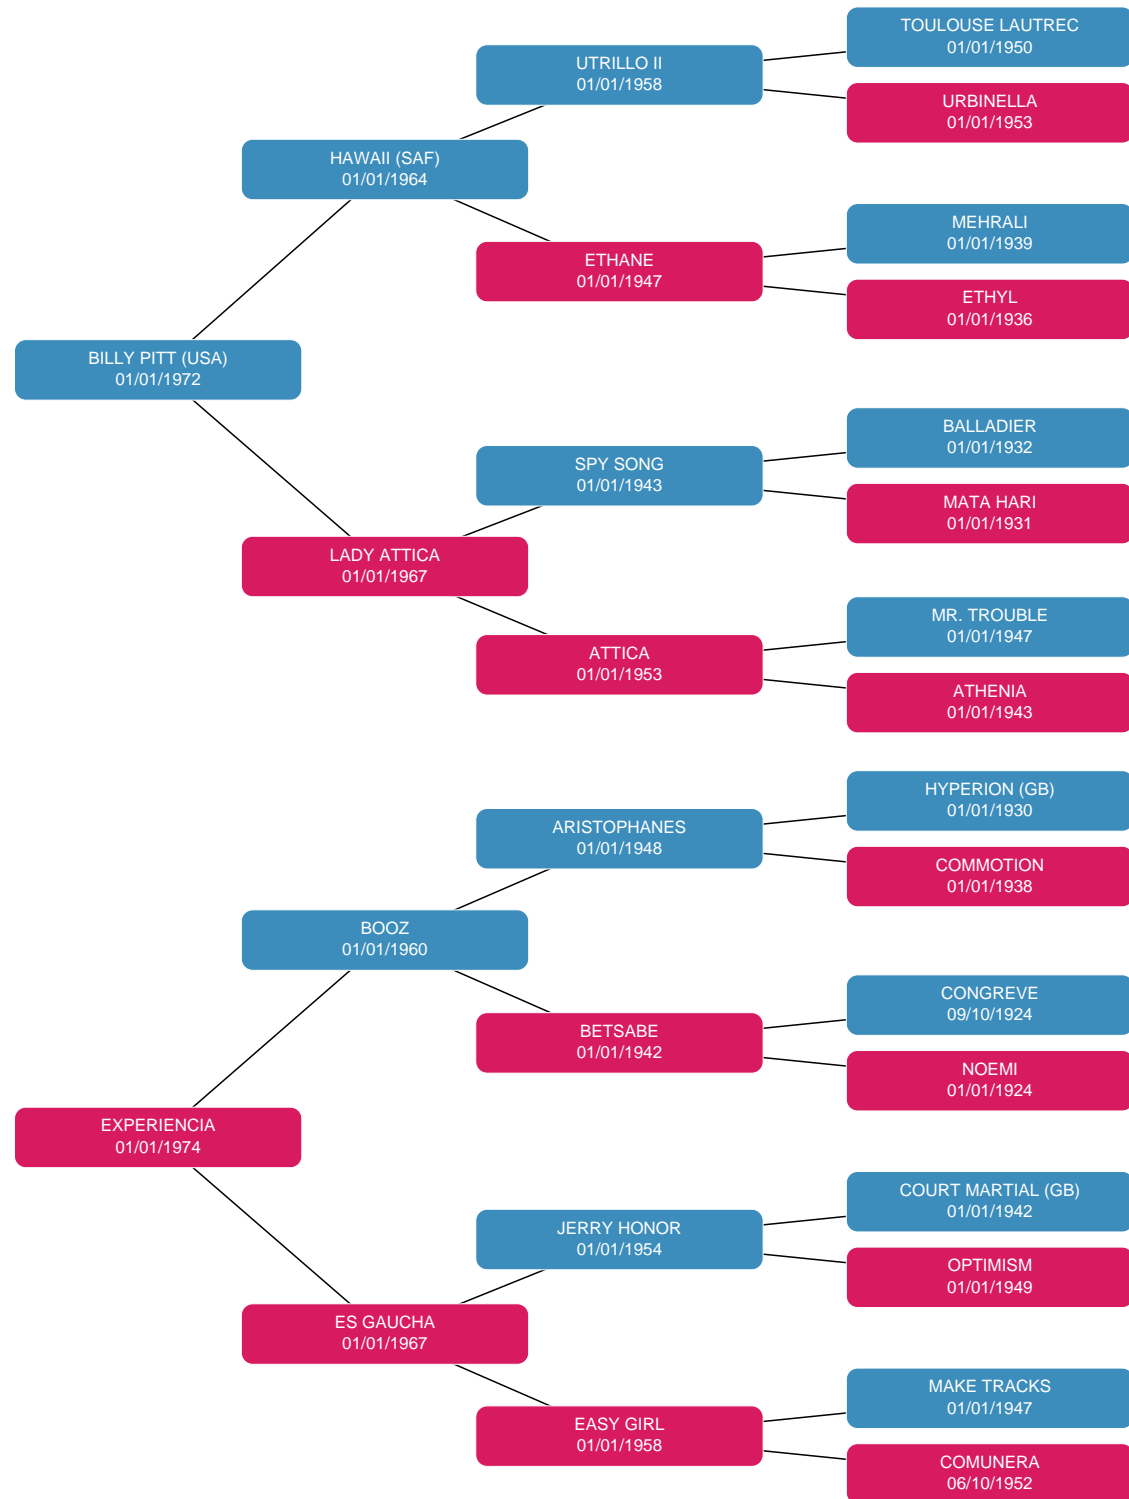 TOULOUSE LAUTREC
01/01/1950
UTRILLO II
01/01/1958
URBINELLA
01/01/1953
HAWAII (SAF)
01/01/1964
MEHRALI
01/01/1939
ETHANE
01/01/1947
ETHYL
01/01/1936
BILLY PITT (USA)
01/01/1972
BALLADIER
01/01/1932
SPY SONG
01/01/1943
MATA HARI
01/01/1931
LADY ATTICA
01/01/1967
MR. TROUBLE
01/01/1947
ATTICA
01/01/1953
ATHENIA
01/01/1943
HYPERION (GB)
01/01/1930
ARISTOPHANES
01/01/1948
COMMOTION
01/01/1938
BOOZ
01/01/1960
CONGREVE
09/10/1924
BETSABE
01/01/1942
NOEMI
01/01/1924
EXPERIENCIA
01/01/1974
COURT MARTIAL (GB)
01/01/1942
JERRY HONOR
01/01/1954
OPTIMISM
01/01/1949
ES GAUCHA
01/01/1967
MAKE TRACKS
01/01/1947
EASY GIRL
01/01/1958
COMUNERA
06/10/1952